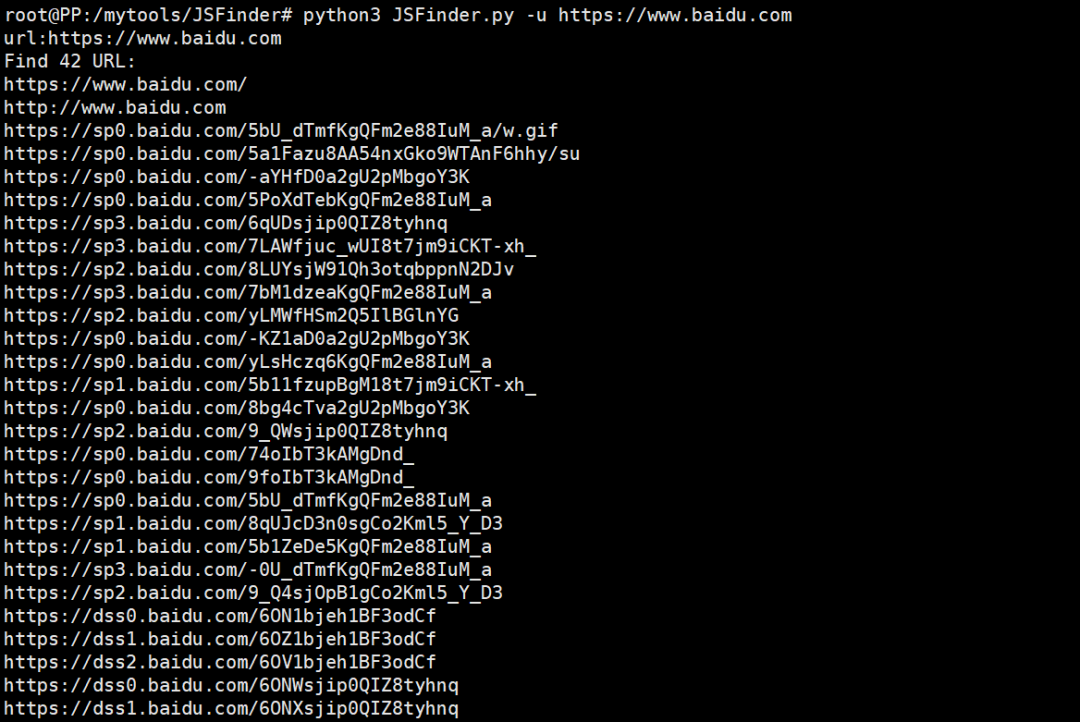 root@PP:/mytools/JSFinder# python3 JSFinder.py -u https://www.baidu.com
url:https://www.baidu.com
Find 42 URL:
https://www.baidu.com/
http://www.baidu.com
https://sp0.baidu.com/5bU_dTmfKgQFm2e88IuM_a/w.gif
https://sp0.baidu.com/5a1Fazu8AA54nxGko9WTAnF6hhy/su
https://sp0.baidu.com/-aYHfD0a2gU2pMbgoY3K
https://sp0.baidu.com/5PoXdTebKgQFm2e88IuM_a
https://sp3.baidu.com/6qUDsjip0QIZ8tyhnq
https://sp3.baidu.com/7LAWfjuc_wUI8t7jm9iCKT-xh_
https://sp2.baidu.com/8LUYsjW91Qh3otqbppnN2DJv
https://sp3.baidu.com/7bM1dzeaKgQFm2e88IuM_a
https://sp2.baidu.com/yLMWfHSm2Q5IlBGlnYG
https://sp0.baidu.com/-KZ1aD0a2gU2pMbgoY3K
https://sp0.baidu.com/yLsHczq6KgQFm2e88IuM_a
https://sp1.baidu.com/5b11fzupBgM18t7jm9iCKT-xh_
https://sp0.baidu.com/8bg4cTva2gU2pMbgoY3K
https://sp2.baidu.com/9_QWsjip0QIZ8tyhnq
https://sp0.baidu.com/74oIbT3kAMgDnd_
https://sp0.baidu.com/9foIbT3kAMgDnd_
https://sp0.baidu.com/5bU_dTmfKgQFm2e88IuM_a
https://sp1.baidu.com/8qUJcD3n0sgCo2Kml5_Y_D3
https://sp1.baidu.com/5b1ZeDe5KgQFm2e88IuM_a
https://sp3.baidu.com/-0U_dTmfKgQFm2e88IuM_a
https://sp2.baidu.com/9_Q4sjOpB1gCo2Kml5_Y_D3
https://dss0.baidu.com/6ON1bjeh1BF3odCf
https://dss1.baidu.com/6OZ1bjeh1BF3odCf
https://dss2.baidu.com/6OV1bjeh1BF3odCf
https://dss0.baidu.com/6ONWsjip0QIZ8tyhnq
https://dss1.baidu.com/6ONXsjip0QIZ8tyhnq